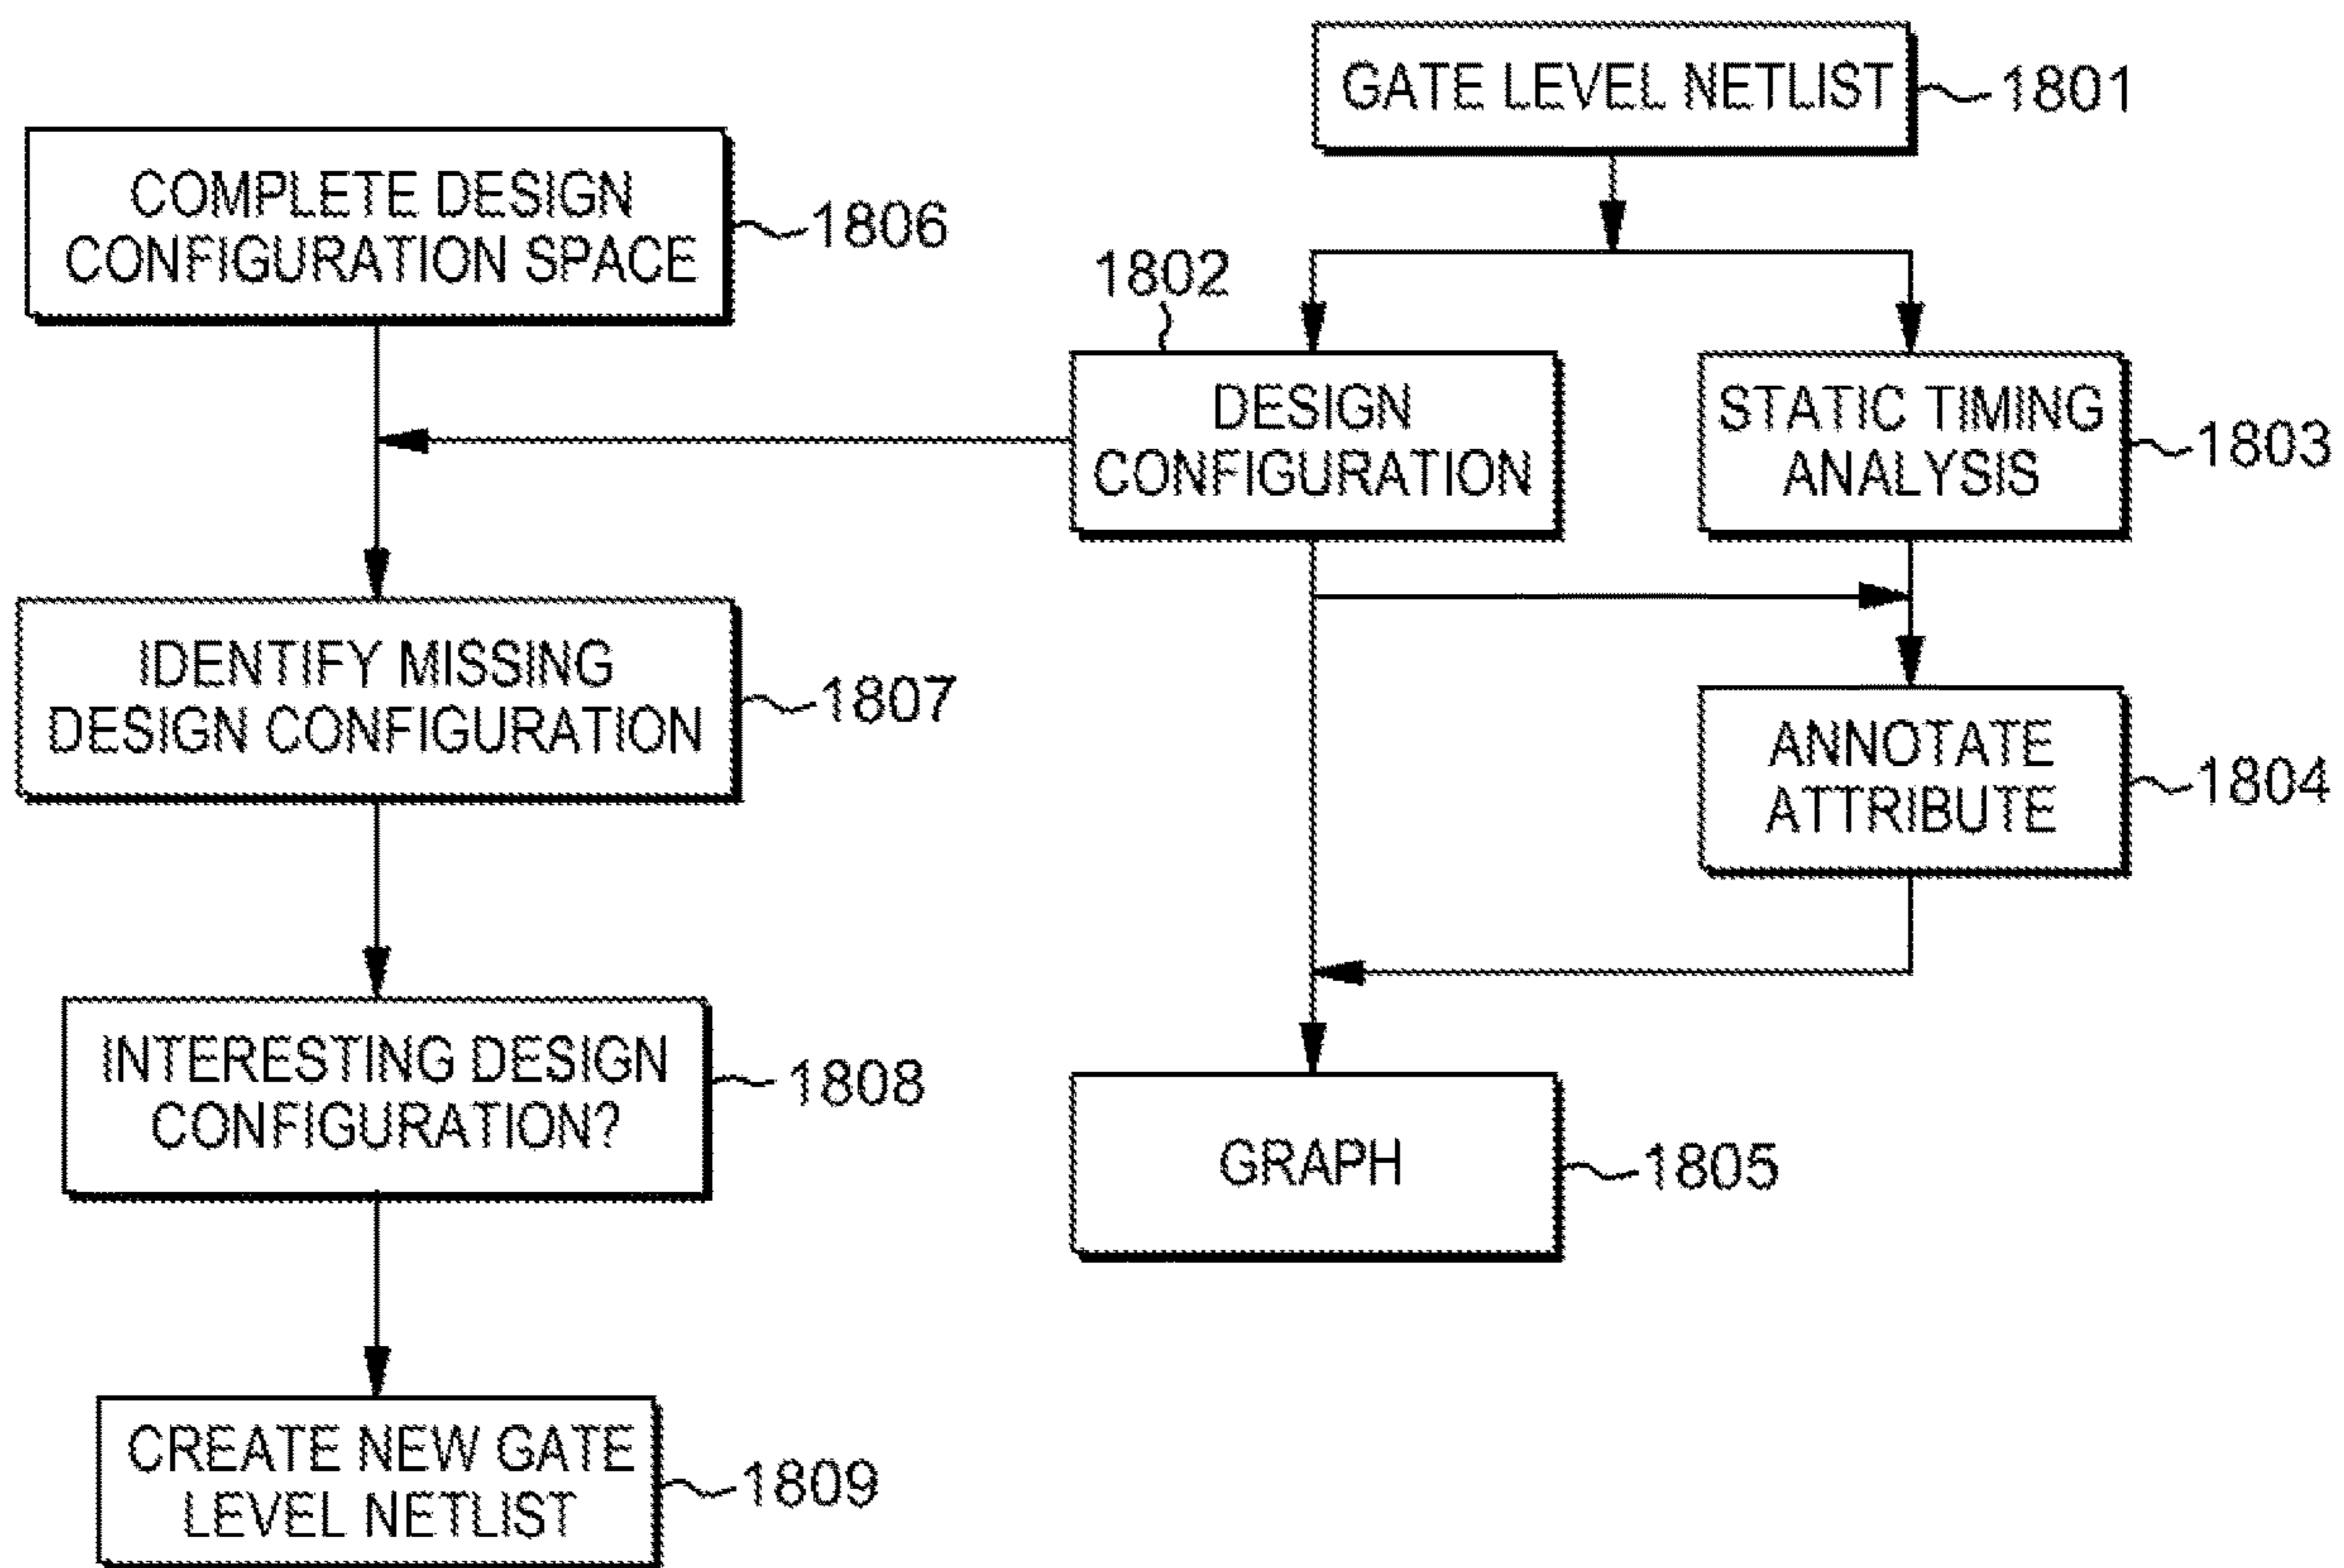 GATE LEVEL NETLIST
1801
COMPLETE DESIGN
CONFIGURATION SPACE
1806
1802
DESIGN
CONFIGURATION
STATIC TIMING
ANALYSIS
1803
IDENTIFY MISSING
DESIGN CONFIGURATION
1807
ANNOTATE
ATTRIBUTE
1804
INTERESTING DESIGN
CONFIGURATION?
1808
GRAPH
1805
CREATE NEW GATE
LEVEL NETLIST
1809